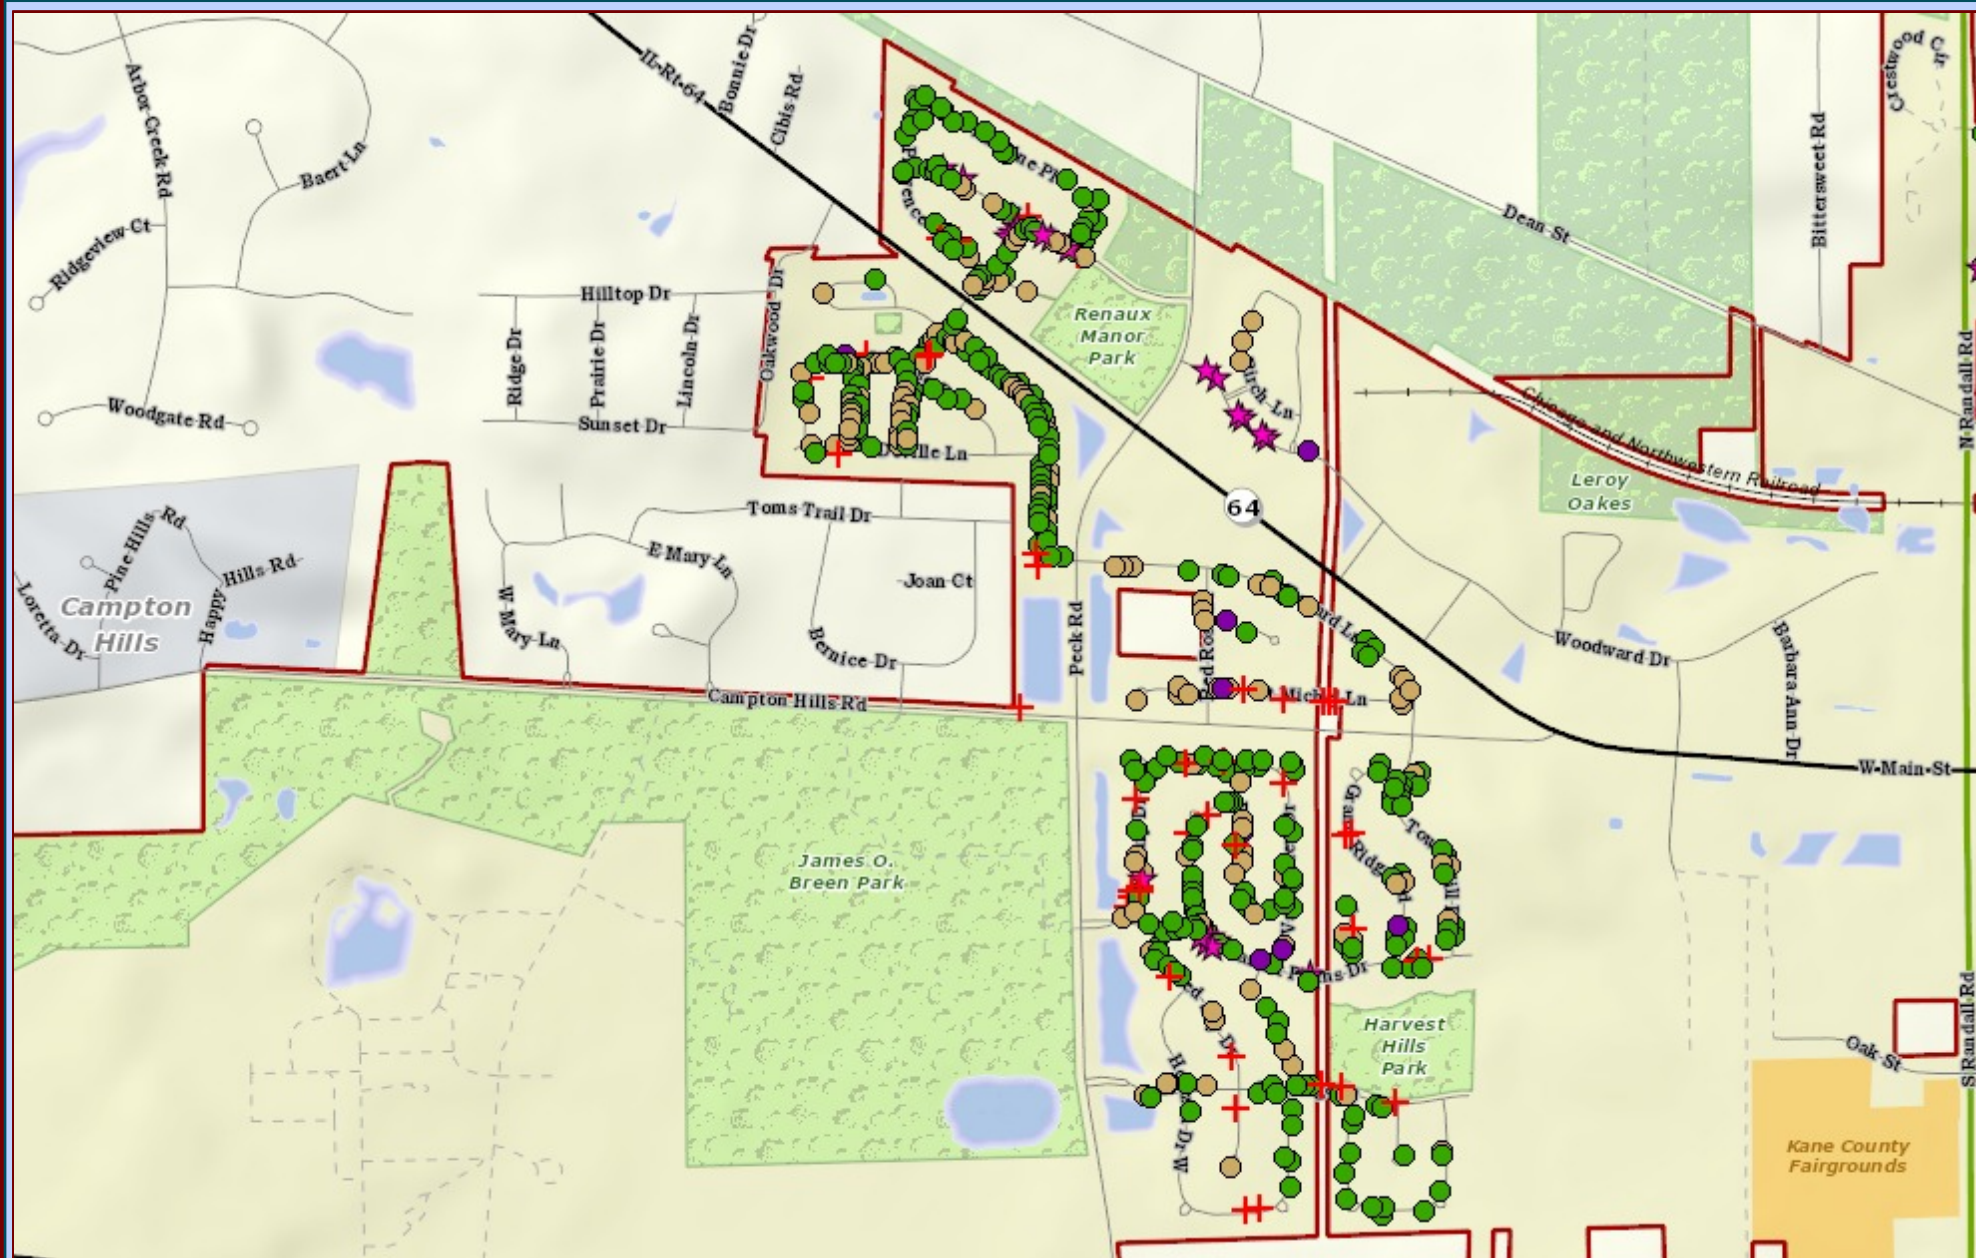 Arbor Creek Rd
IL-Rt-64
Bonnie Dr
Cibis Rd
Crestwood Cir
Baert Ln
Bittersweet Rd
Ridgeview Ct
Dean St
Hilltop Dr
Oakwood Dr
Renaux
Manor
Park
Ridge Dr
Prairie Dr
Lincoln Dr
N Randall Rd
Birch Ln
Woodgate Rd
Sunset Dr
Chicago and Northwestern Railroad
Leroy
Oakes
64
Toms Trail Dr
Pine Hills Rd
E Mary Ln
Joan Ct
Happy Hills Rd
Loretta Dr
Campton
Hills
W Mary Ln
Bernice Dr
Peck Rd
Woodward Dr
Barbara Ann Dr
Campton Hills Rd
W Main St
James O.
Breen Park
Harvest
Hills
Park
Oak St
S Randall Rd
Kane County
Fairgrounds